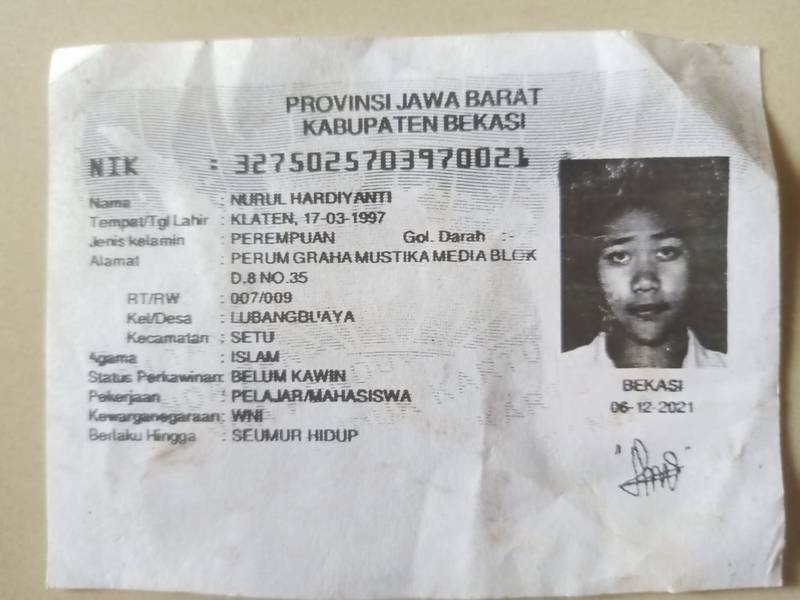 PROVINSI JAWA BARAT
KABUPATEN BEKASI
NIK : 3275025703970021
Nama : NURUL HARDIYANTI
Tempat/Tgl Lahir : KLATEN, 17-03-1997
Jenis kelamin : PEREMPUAN Gol. Darah :-
Alamat : PERUM GRAHA MUSTIKA MEDIA BLOK
D.8 NO.35
RT/RW : 007/009
Kel/Desa : LUBANGBUAYA
Kecamatan : SETU
Agama : ISLAM
Status Perkawinan: BELUM KAWIN
Pekerjaan : PELAJAR/MAHASISWA
Kewarganegaraan: WNI
Berlaku Hingga : SEUMUR HIDUP
BEKASI
06-12-2021